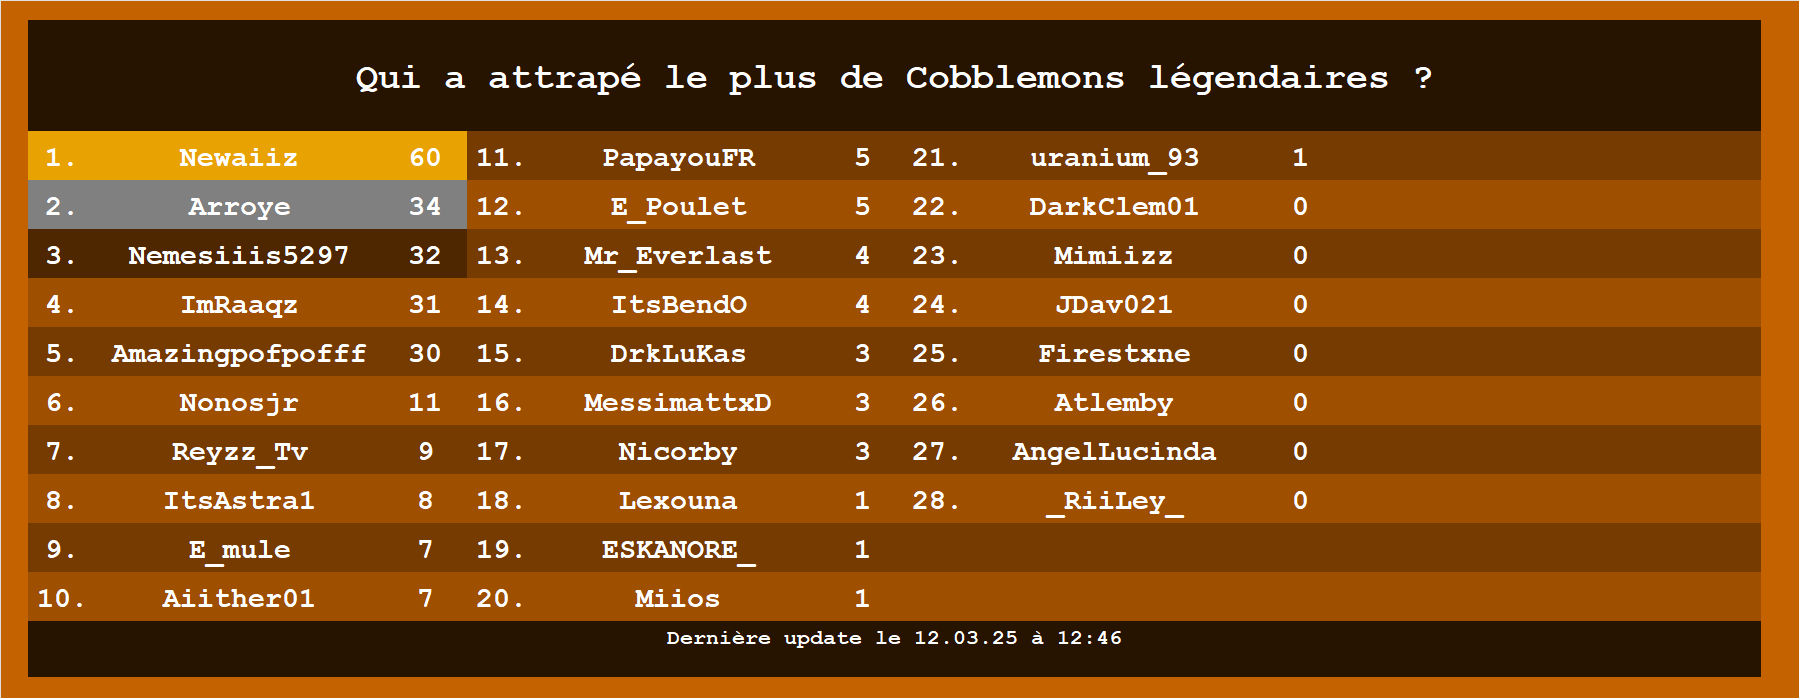 Qui a attrapé le plus de Cobblemons légendaires ?
1. Newaiiz 60
2. Arroye 34
3. Nemesiiis5297 32
4. ImRaaqz 31
5. Amazingpofpofff 30
6. Nonosjr 11
7. Reyzz_Tv 9
8. ItsAstra1 8
9. E_mule 7
10. Aiither01 7
11. PapayouFR 5
12. E_Poulet 5
13. Mr_Everlast 4
14. ItsBendO 4
15. DrkLuKas 3
16. MessimattxD 3
17. Nicorby 3
18. Lexouna 1
19. ESKANORE_ 1
20. Miios 1
21. uranium_93 1
22. DarkClem01 0
23. Mimiizz 0
24. JDav021 0
25. Firestxne 0
26. Atlemby 0
27. AngelLucinda 0
28. _RiiLey_ 0
Dernière update le 12.03.25 à 12:46